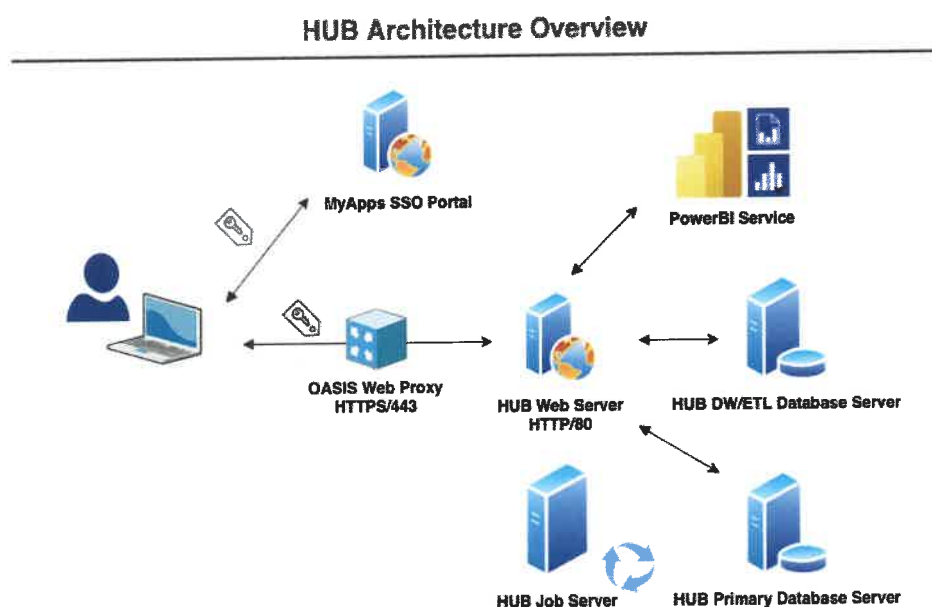 HUB Architecture Overview
MyApps SSO Portal
PowerBI Service
OASIS Web Proxy
HTTPS/443
HUB Web Server
HTTP/80
HUB DW/ETL Database Server
HUB Job Server
HUB Primary Database Server